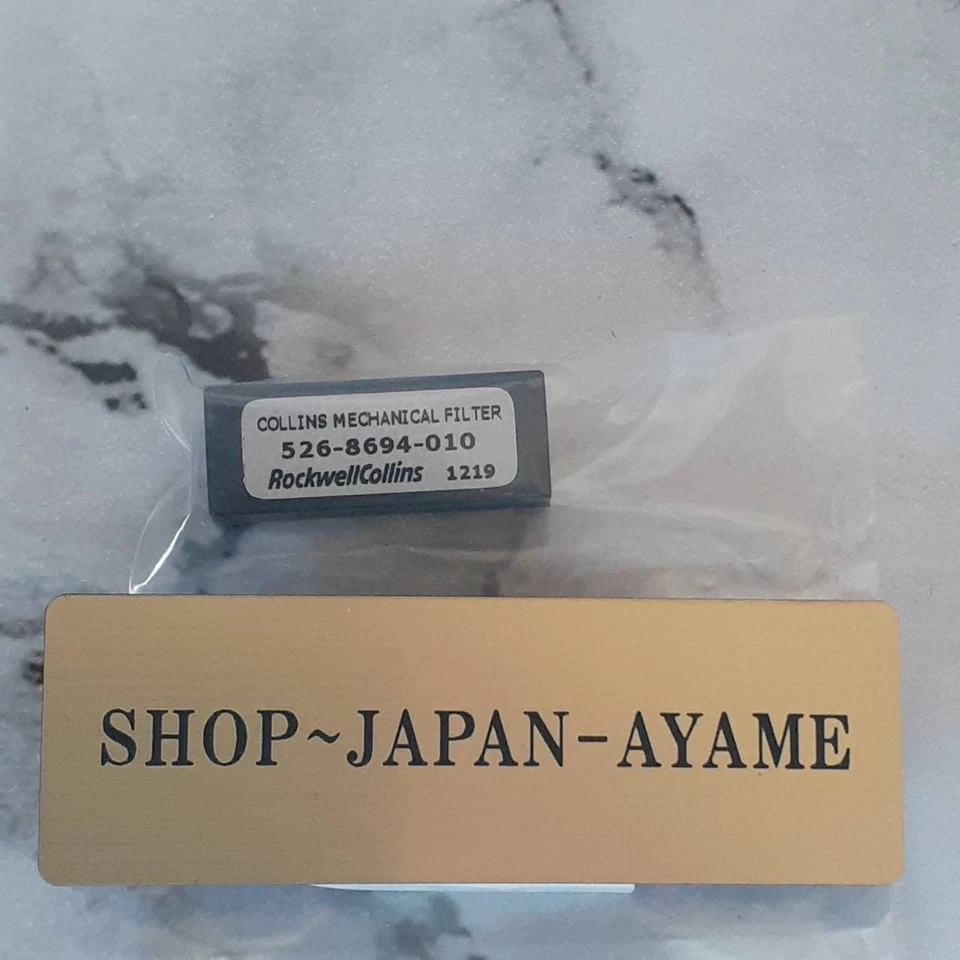 COLLINS MECHANICAL FILTER
526-8694-010
RockwellCollins 1219
SHOP~JAPAN-AYAME